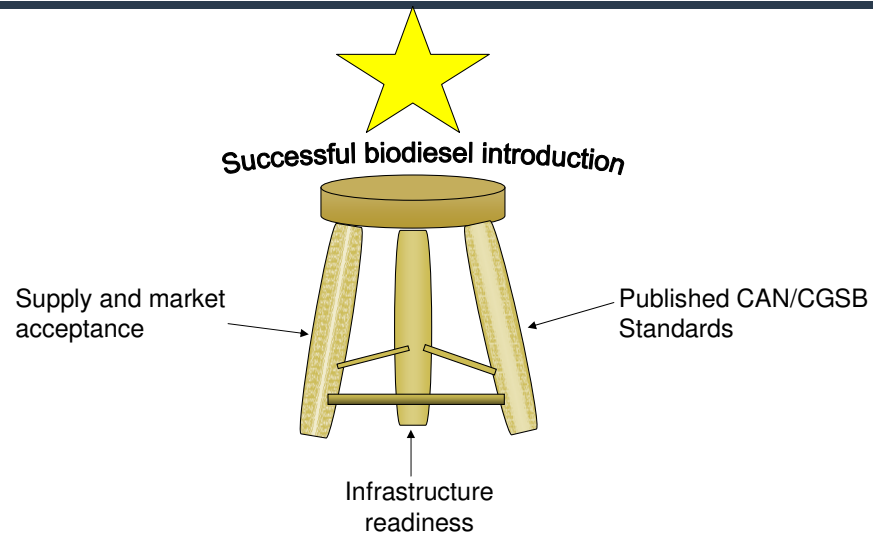 Successful biodiesel introduction
Supply and market
acceptance
Published CAN/CGSB
Standards
Infrastructure
readiness